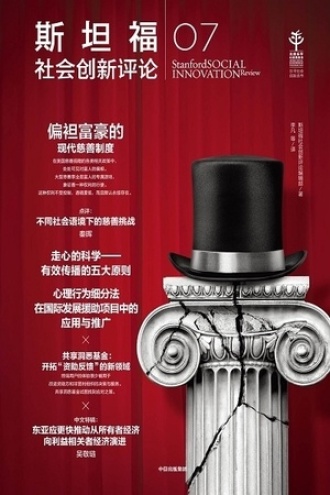 斯坦福
社会创新评论
07
StanfordSOCIAL
INNOVATIONReview
偏袒富豪的
现代慈善制度
点评：
不同社会语境下的慈善挑战
走心的科学——
有效传播的五大原则
心理行为细分法
在国际发展援助项目中的
应用与推广
共享洞悉基金：
开拓“资助反馈”的新领域
中文特稿：
东亚应更快推动从所有者经济
向利益相关者经济演进
吴敬琏
中信出版集团